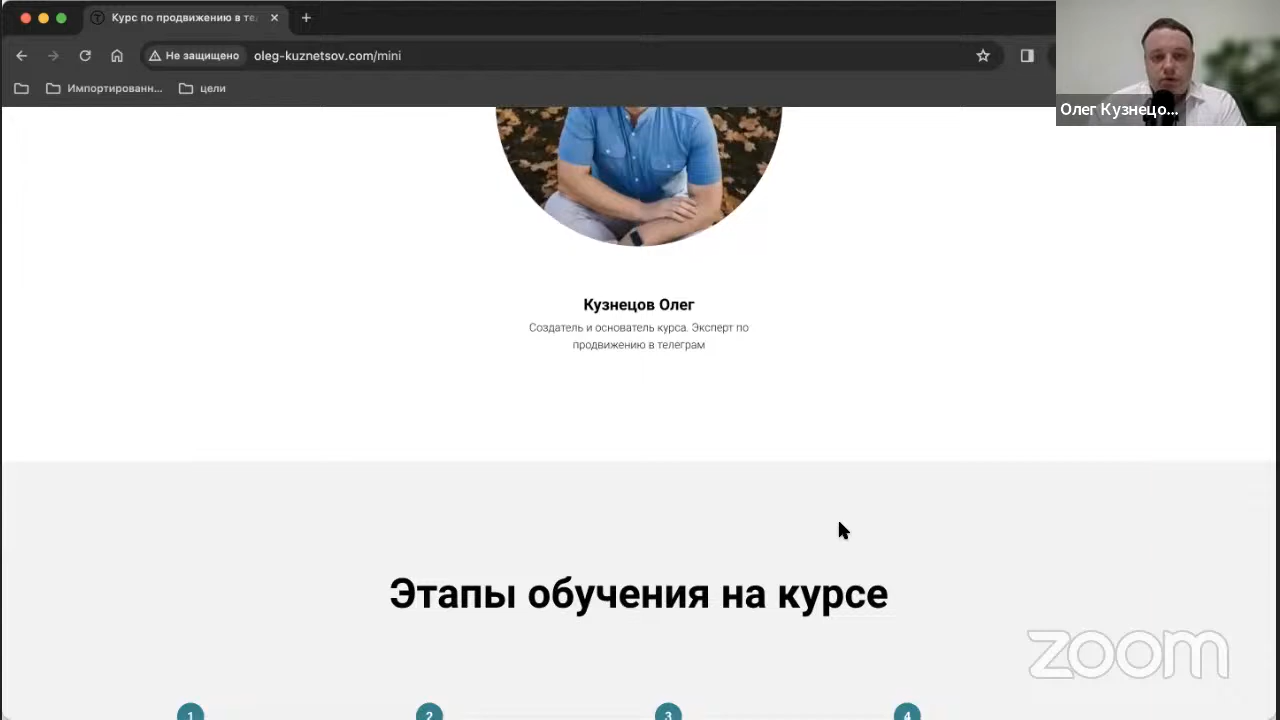 Курс по продвижению в те
Не защищено
oleg-kuznetsov.com/mini
Импортированн...
цели
Олег Кузнецо...
Кузнецов Олег
Создатель и основатель курса. Эксперт по
продвижению в телеграм
Этапы обучения на курсе
zoom
1 2 3 4